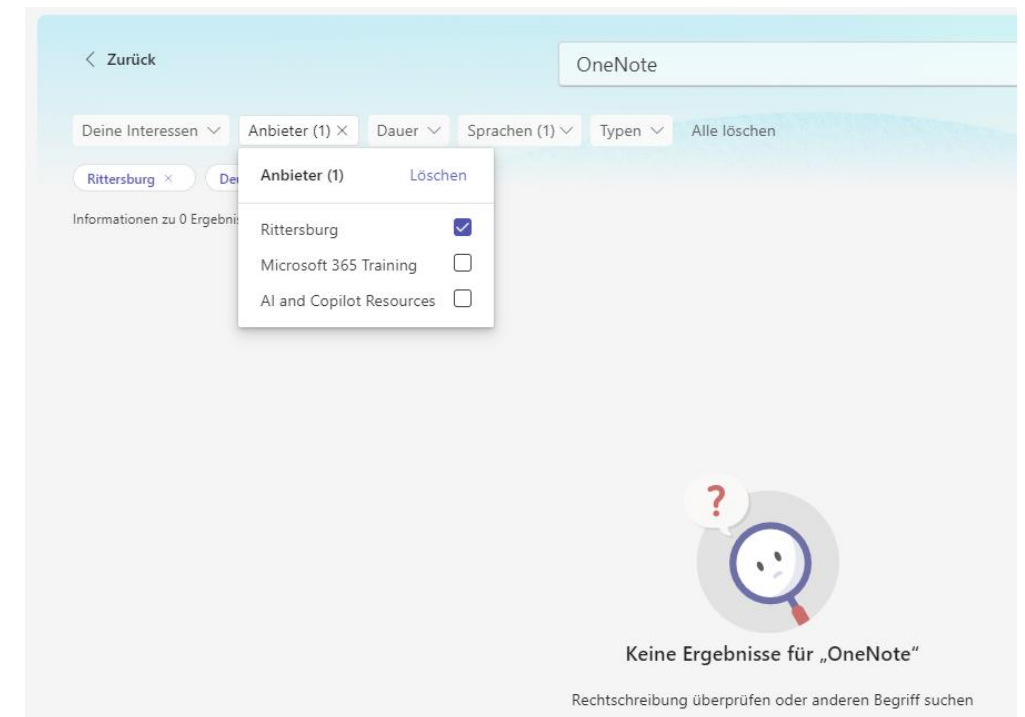 Zurück
OneNote
Deine Interessen Anbieter (1) Dauer Sprachen (1) Typen Alle löschen
Rittersburg
Anbieter (1) Löschen
Informationen zu 0
Rittersburg
Microsoft 365 Training
AI and Copilot Resources
?
Keine Ergebnisse für „OneNote“
Rechtschreibung überprüfen oder anderen Begriff suchen